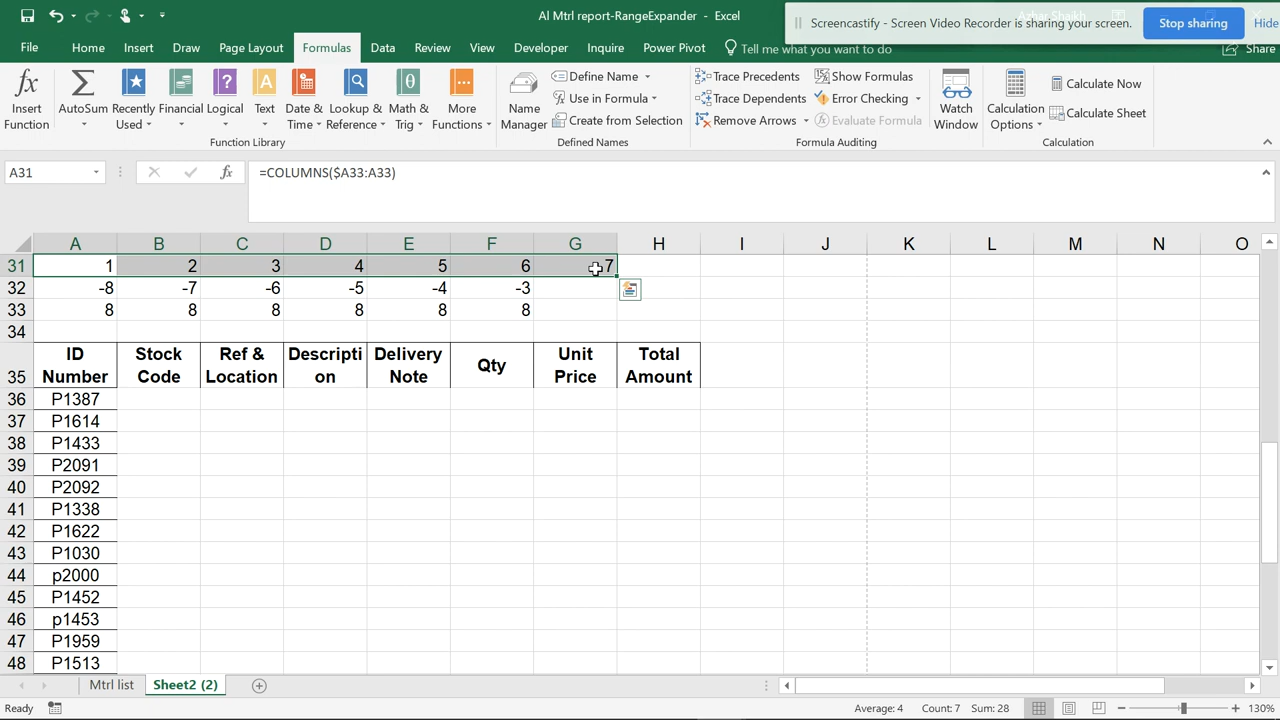 Al Mtrl report-RangeExpander - Excel
Screencastify - Screen Video Recorder is sharing your screen.
Stop sharing
Hide
File Home Insert Draw Page Layout Formulas Data Review View Developer Inquire Power Pivot Tell me what you want to do Share
Insert Function
AutoSum
Recently Used
Financial
Logical
Text
Date & Time
Lookup & Reference
Math & Trig
More Functions
Function Library
Name Manager
Define Name
Use in Formula
Create from Selection
Defined Names
Trace Precedents
Trace Dependents
Remove Arrows
Show Formulas
Error Checking
Evaluate Formula
Formula Auditing
Watch Window
Calculation Options
Calculate Now
Calculate Sheet
Calculation
A31 fx =COLUMNS($A33:A33)
A B C D E F G H I J K L M N O
31 1 2 3 4 5 6 7
32 -8 -7 -6 -5 -4 -3
33 8 8 8 8 8 8
34
ID Stock Ref & Descripti Delivery Qty Unit Total
35 Number Code Location on Note Price Amount
36 P1387
37 P1614
38 P1433
39 P2091
40 P2092
41 P1338
42 P1622
43 P1030
44 p2000
45 P1452
46 p1453
47 P1959
48 P1513
Mtrl list Sheet2 (2)
Ready Average: 4 Count: 7 Sum: 28 130%